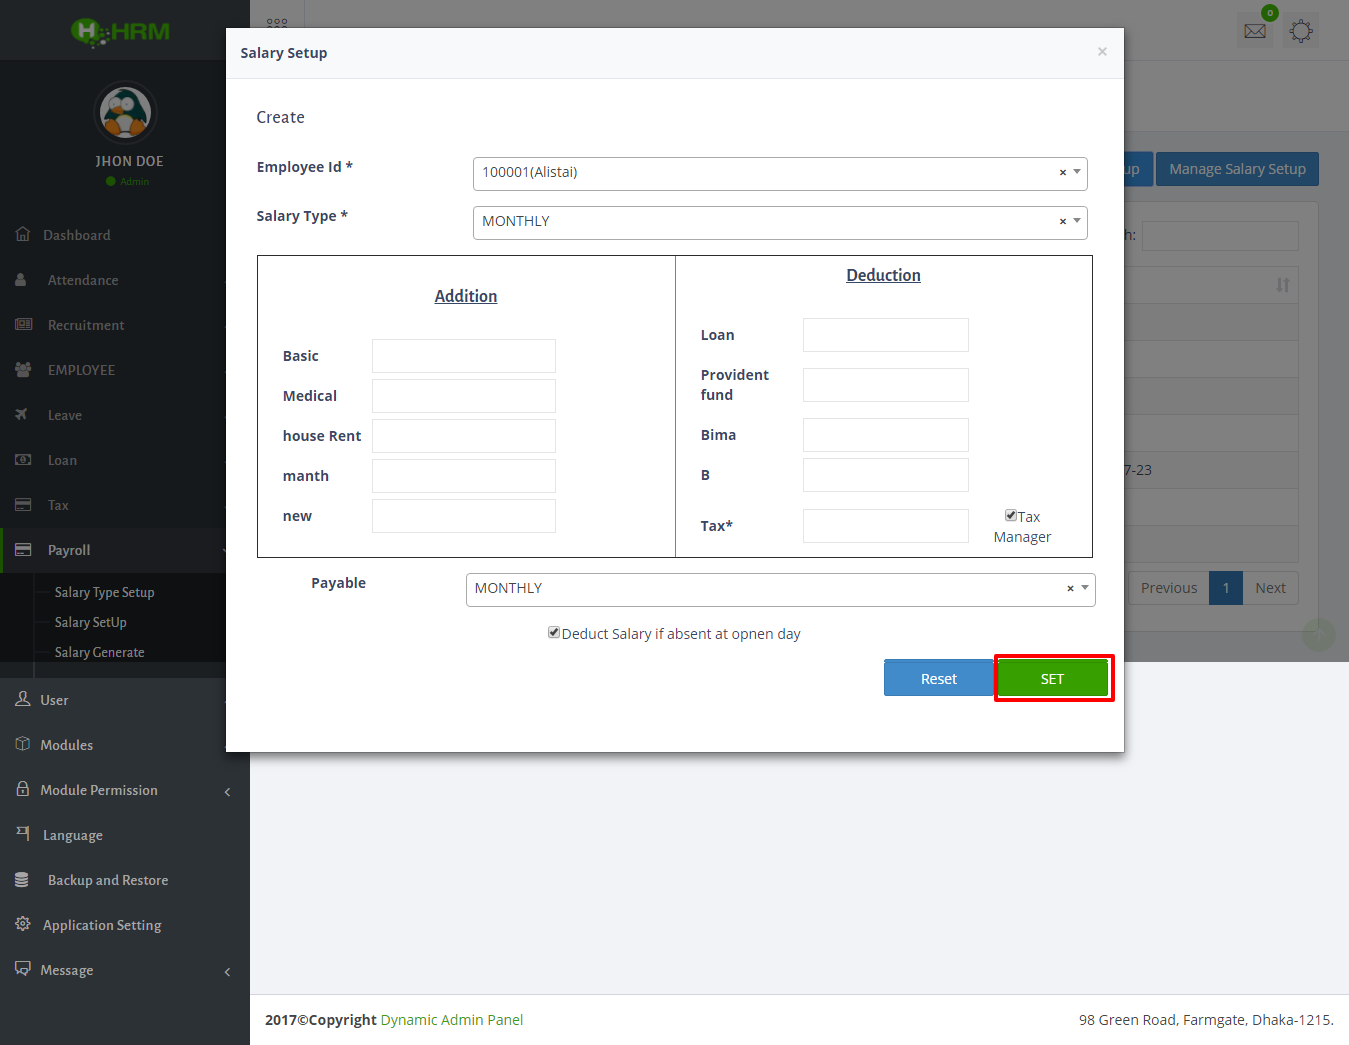 HRM
0
JHON DOE
Admin
Dashboard
Attendance
Recruitment
EMPLOYEE
Leave
Loan
Tax
Payroll
Salary Type Setup
Salary SetUp
Salary Generate
User
Modules
Module Permission
Language
Backup and Restore
Application Setting
Message
Salary Setup
×
Create
Employee Id *
100001(Alistai)
×
Salary Type *
MONTHLY
×
Addition
Basic
Medical
house Rent
manth
new
Deduction
Loan
Provident
fund
Bima
B
Tax*
Tax
Manager
Payable
MONTHLY
×
Deduct Salary if absent at opnen day
Reset
SET
up
Manage Salary Setup
h:
7-23
Previous
1
Next
2017©Copyright Dynamic Admin Panel
98 Green Road, Farmgate, Dhaka-1215.